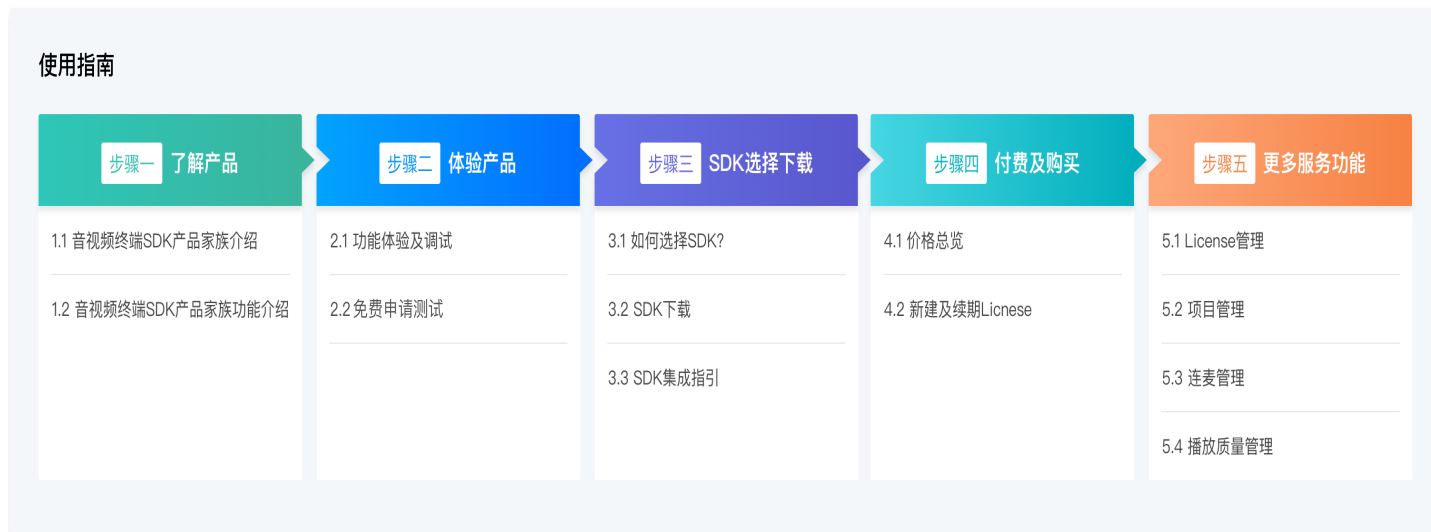 使用指南
步骤一 了解产品
1.1 音视频终端SDK产品家族介绍
1.2 音视频终端SDK产品家族功能介绍
步骤二 体验产品
2.1 功能体验及调试
2.2 免费申请测试
步骤三 SDK选择下载
3.1 如何选择SDK?
3.2 SDK下载
3.3 SDK集成指引
步骤四 付费及购买
4.1 价格总览
4.2 新建及续期Licnese
步骤五 更多服务功能
5.1 License管理
5.2 项目管理
5.3 连麦管理
5.4 播放质量管理